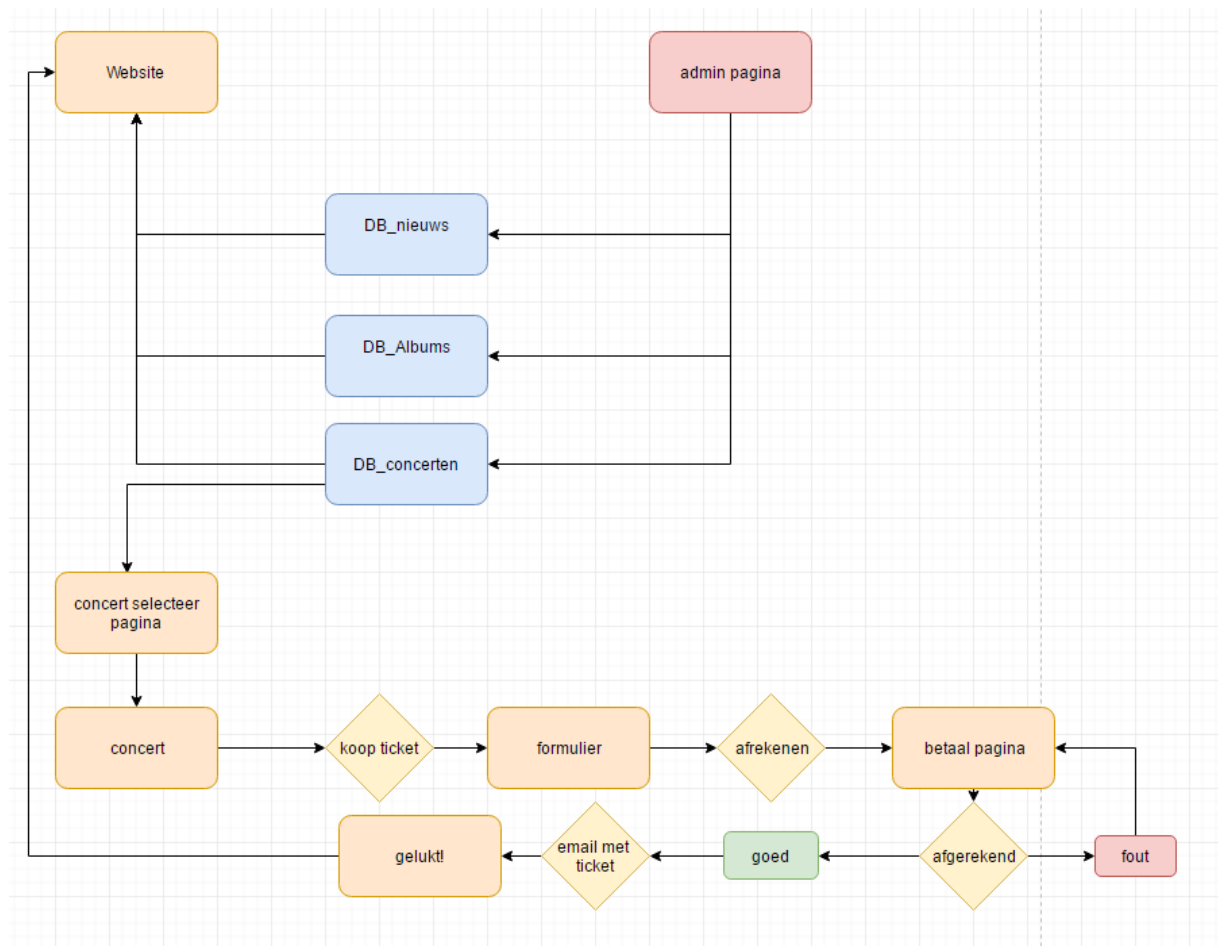 Website
admin pagina
DB_nieuws
DB_Albums
DB_concerten
concert selecteer
pagina
concert
koop ticket
formulier
afrekenen
betaal pagina
gelukt!
email met
ticket
goed
afgerekend
fout